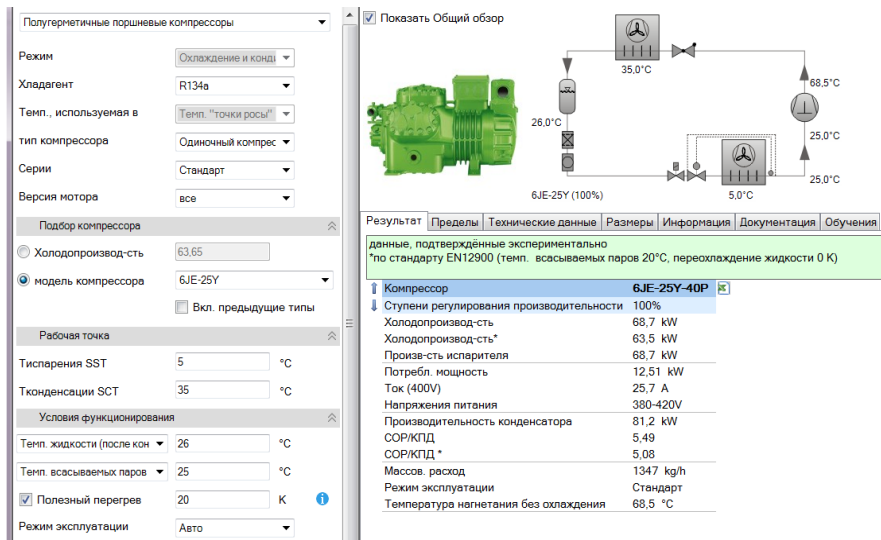 Полугерметичные поршневые компрессоры
Режим Охлаждение и конді
Хладагент R134a
Темп., используемая в Темп. "точки росы"
тип компрессора Одиночный компрес
Серии Стандарт
Версия мотора все
Подбор компрессора
Холодопроизвод-сть 63,65
модель компрессора 6JE-25Y
Вкл. предыдущие типы
Рабочая точка
Тиспарения SST 5 °C
Тконденсации SCT 35 °C
Условия функционирования
Темп. жидкости (после кон 26 °C
Темп. всасываемых паров 25 °C
Полезный перегрев 20 K
Режим эксплуатации Авто
Показать Общий обзор
35,0°C
68,5°C
26,0°C
25,0°C
25,0°C
6JE-25Y (100%)
5,0°C
Результат Пределы Технические данные Размеры Информация Документация Обучения
данные, подтверждённые экспериментально
*по стандарту EN12900 (темп. всасываемых паров 20°C, переохлаждение жидкости 0 K)
Компрессор 6JE-25Y-40P
Ступени регулирования производительности 100%
Холодопроизвод-сть 68,7 kW
Холодопроизвод-сть* 63,5 kW
Произв-сть испарителя 68,7 kW
Потребл. мощность 12,51 kW
Ток (400V) 25,7 A
Напряжения питания 380-420V
Производительность конденсатора 81,2 kW
COP/КПД 5,49
COP/КПД * 5,08
Массов. расход 1347 kg/h
Режим эксплуатации Стандарт
Температура нагнетания без охлаждения 68,5 °C